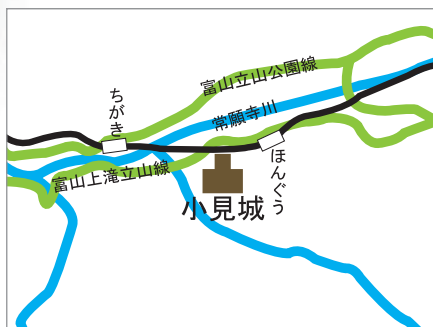 富山立山公園線
ちがき
常願寺川
ほんぐう
富山上滝立山線
小見城